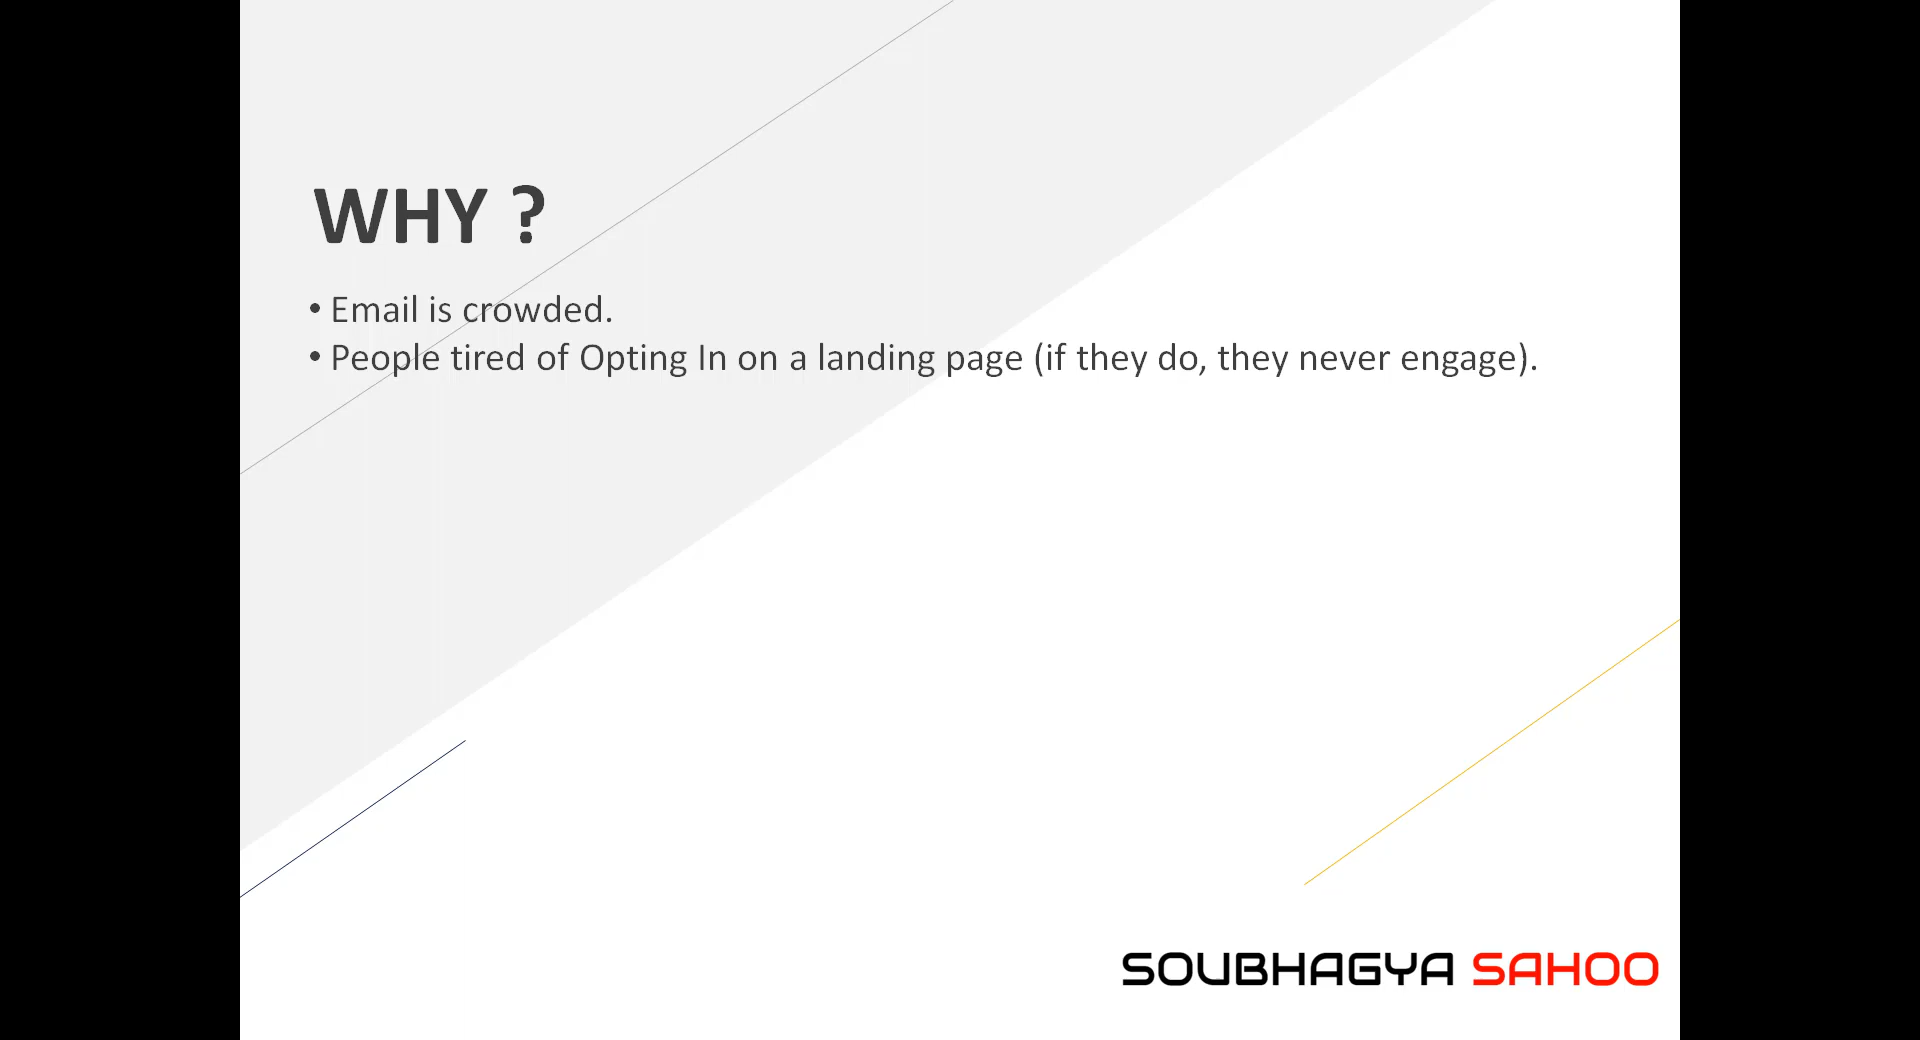 WHY ?
• Email is crowded.
• People tired of Opting In on a landing page (if they do, they never engage).
SOUBHAGYA SAHOO